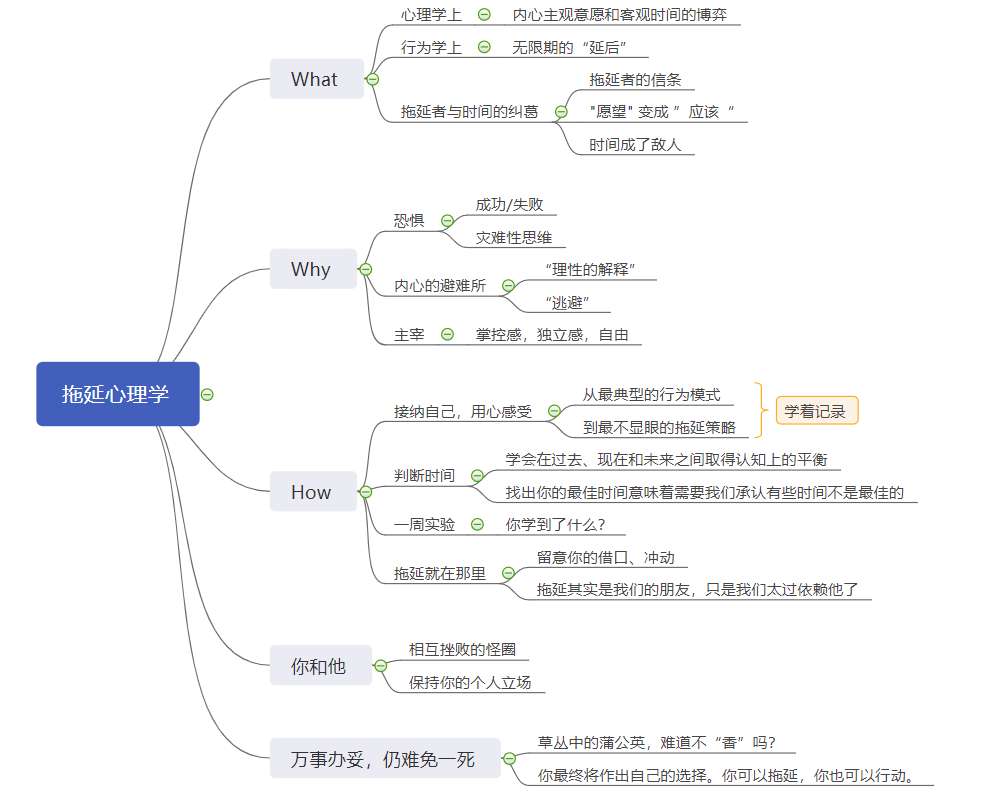 拖延心理学
What
心理学上
内心主观意愿和客观时间的博弈
行为学上
无限期的“延后”
拖延者与时间的纠葛
拖延者的信条
"愿望" 变成 ” 应该 “
时间成了敌人
Why
恐惧
成功/失败
灾难性思维
内心的避难所
“理性的解释”
“逃避”
主宰
掌控感，独立感，自由
How
接纳自己，用心感受
从最典型的行为模式
到最不显眼的拖延策略
学着记录
判断时间
学会在过去、现在和未来之间取得认知上的平衡
找出你的最佳时间意味着需要我们承认有些时间不是最佳的
一周实验
你学到了什么？
拖延就在那里
留意你的借口、冲动
拖延其实是我们的朋友，只是我们太过依赖他了
你和他
相互挫败的怪圈
保持你的个人立场
万事办妥，仍难免一死
草丛中的蒲公英，难道不“香”吗？
你最终将作出自己的选择。你可以拖延，你也可以行动。